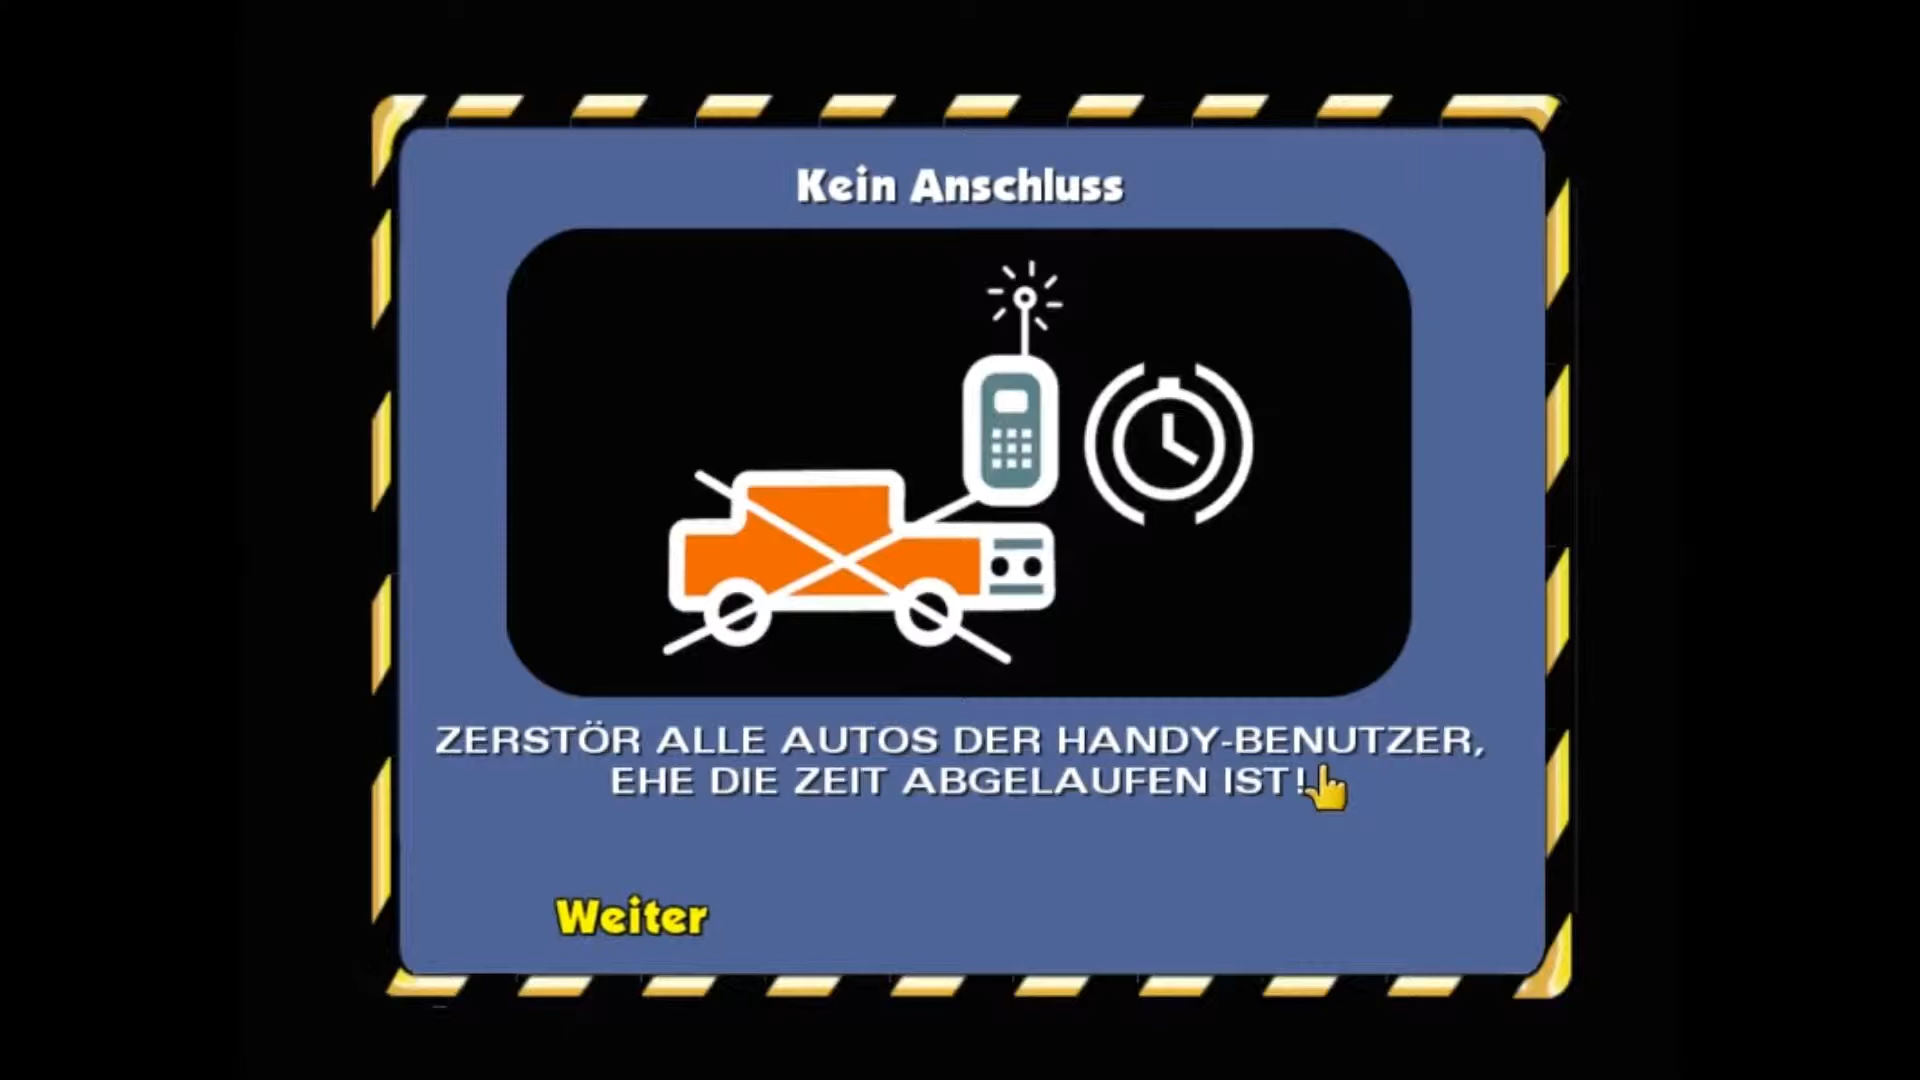 Kein Anschluss
ZERSTÖR ALLE AUTOS DER HANDY-BENUTZER,
EHE DIE ZEIT ABGELAUFEN IST!
Weiter